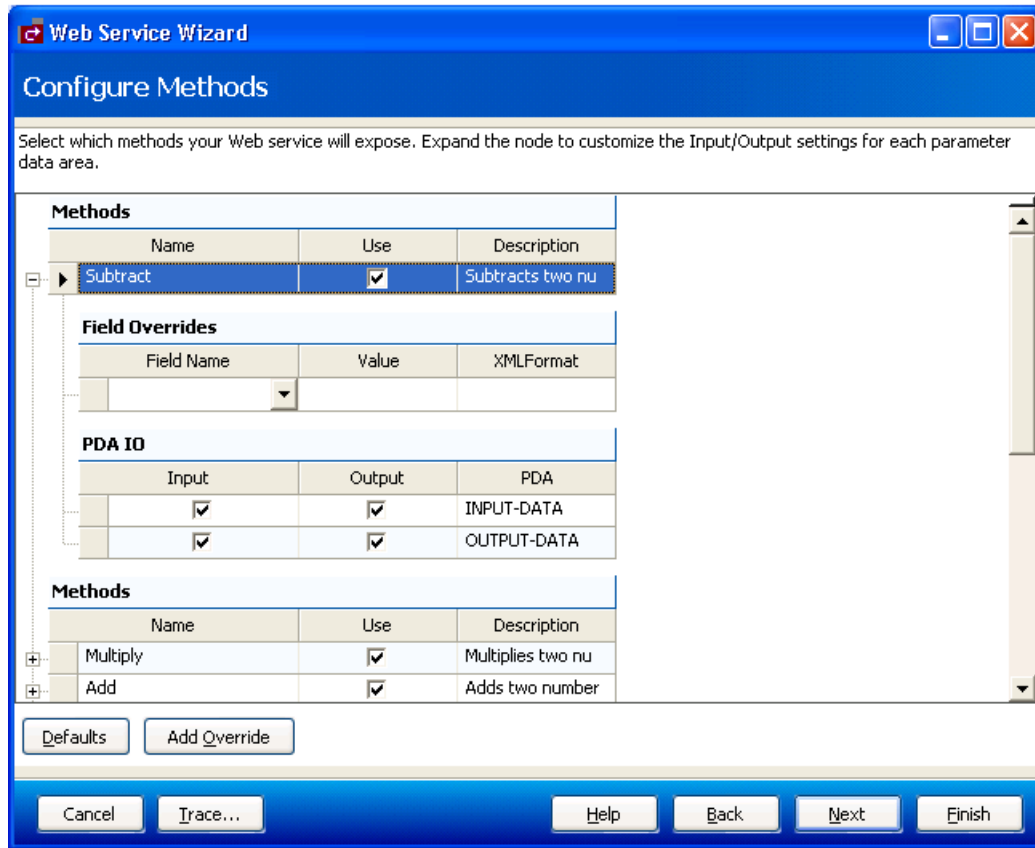 Web Service Wizard
Configure Methods
Select which methods your Web service will expose. Expand the node to customize the Input/Output settings for each parameter
data area.
Methods
Name Use Description
Subtract Subtracts two nu
Field Overrides
Field Name Value XMLFormat
PDA IO
Input Output PDA
INPUT-DATA
OUTPUT-DATA
Methods
Name Use Description
Multiply Multiplies two nu
Add Adds two number
Defaults Add Override
Cancel Trace... Help Back Next Finish